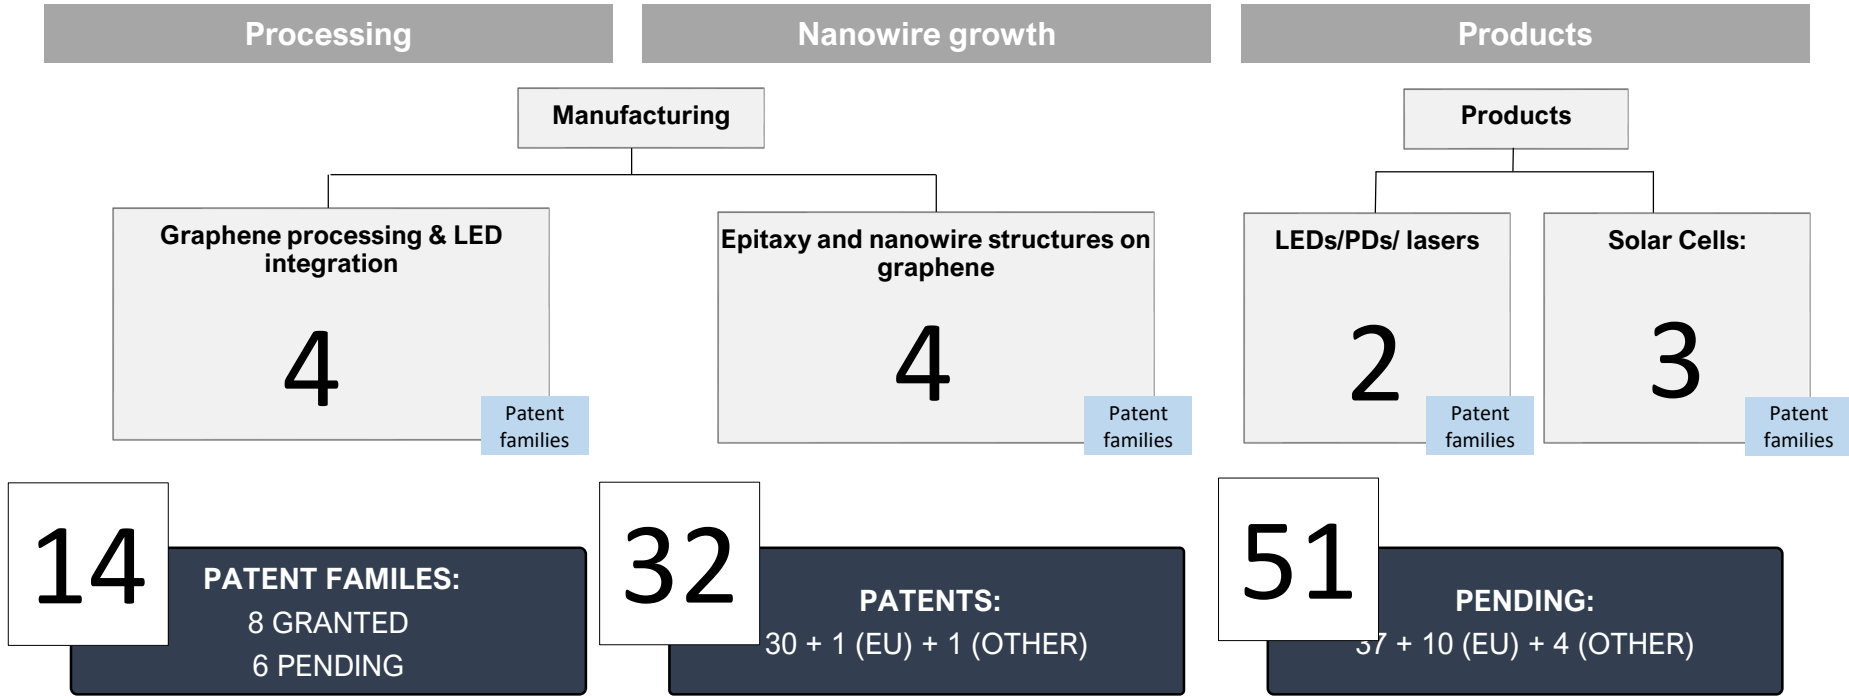 Processing
Nanowire growth
Products
Manufacturing
Products
Graphene processing & LED
integration
4
Patent
families
Epitaxy and nanowire structures on
graphene
4
Patent
families
LEDs/PDs/ lasers
2
Patent
families
Solar Cells:
3
Patent
families
14
PATENT FAMILES:
8 GRANTED
6 PENDING
32
PATENTS:
30 + 1 (EU) + 1 (OTHER)
51
PENDING:
37 + 10 (EU) + 4 (OTHER)